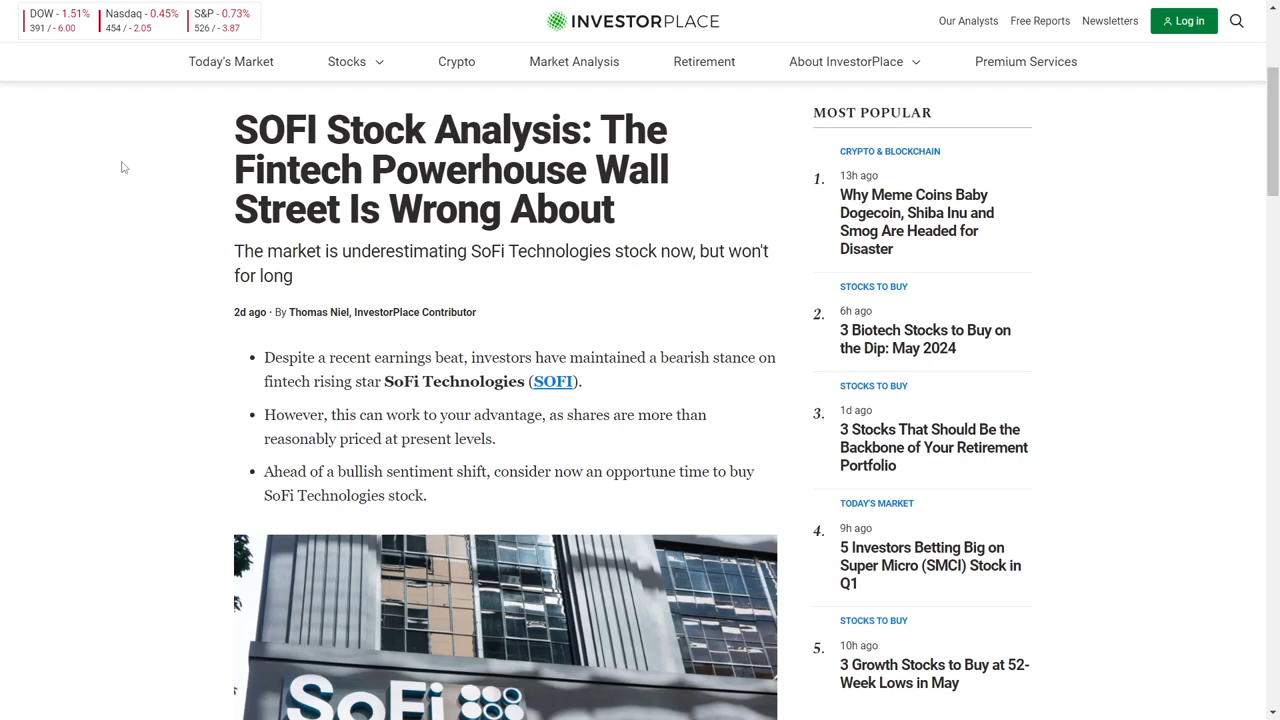 DOW - 1.51%
391 / - 6.00
Nasdaq - 0.45%
454 / - 2.05
S&P - 0.73%
526 / - 3.87
INVESTORPLACE
Our Analysts
Free Reports
Newsletters
Log in
Today's Market
Stocks
Crypto
Market Analysis
Retirement
About InvestorPlace
Premium Services
SOFI Stock Analysis: The
Fintech Powerhouse Wall
Street Is Wrong About
The market is underestimating SoFi Technologies stock now, but won't
for long
2d ago · By Thomas Niel, InvestorPlace Contributor
• Despite a recent earnings beat, investors have maintained a bearish stance on
fintech rising star SoFi Technologies (SOFI).
• However, this can work to your advantage, as shares are more than
reasonably priced at present levels.
• Ahead of a bullish sentiment shift, consider now an opportune time to buy
SoFi Technologies stock.
SoFi
MOST POPULAR
CRYPTO & BLOCKCHAIN
1.
13h ago
Why Meme Coins Baby
Dogecoin, Shiba Inu and
Smog Are Headed for
Disaster
STOCKS TO BUY
2.
6h ago
3 Biotech Stocks to Buy on
the Dip: May 2024
STOCKS TO BUY
3.
1d ago
3 Stocks That Should Be the
Backbone of Your Retirement
Portfolio
TODAY'S MARKET
4.
9h ago
5 Investors Betting Big on
Super Micro (SMCI) Stock in
Q1
STOCKS TO BUY
5.
10h ago
3 Growth Stocks to Buy at 52-
Week Lows in May